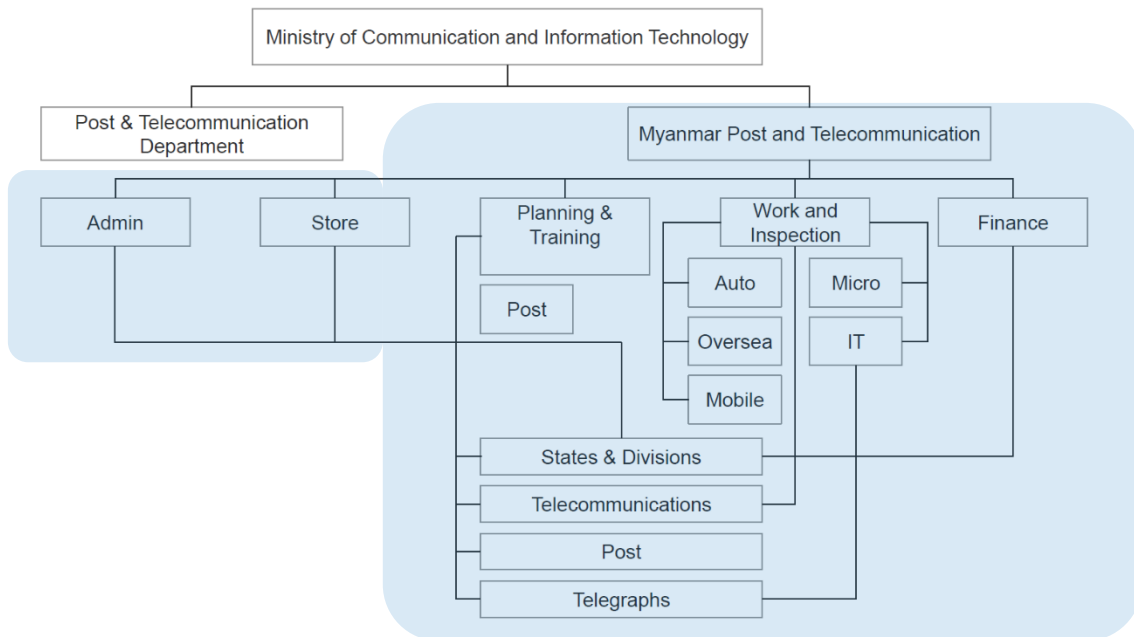 Ministry of Communication and Information Technology
Post & Telecommunication
Department
Myanmar Post and Telecommunication
Admin
Store
Planning &
Training
Work and
Inspection
Finance
Auto
Micro
Post
Oversea
IT
Mobile
States & Divisions
Telecommunications
Post
Telegraphs